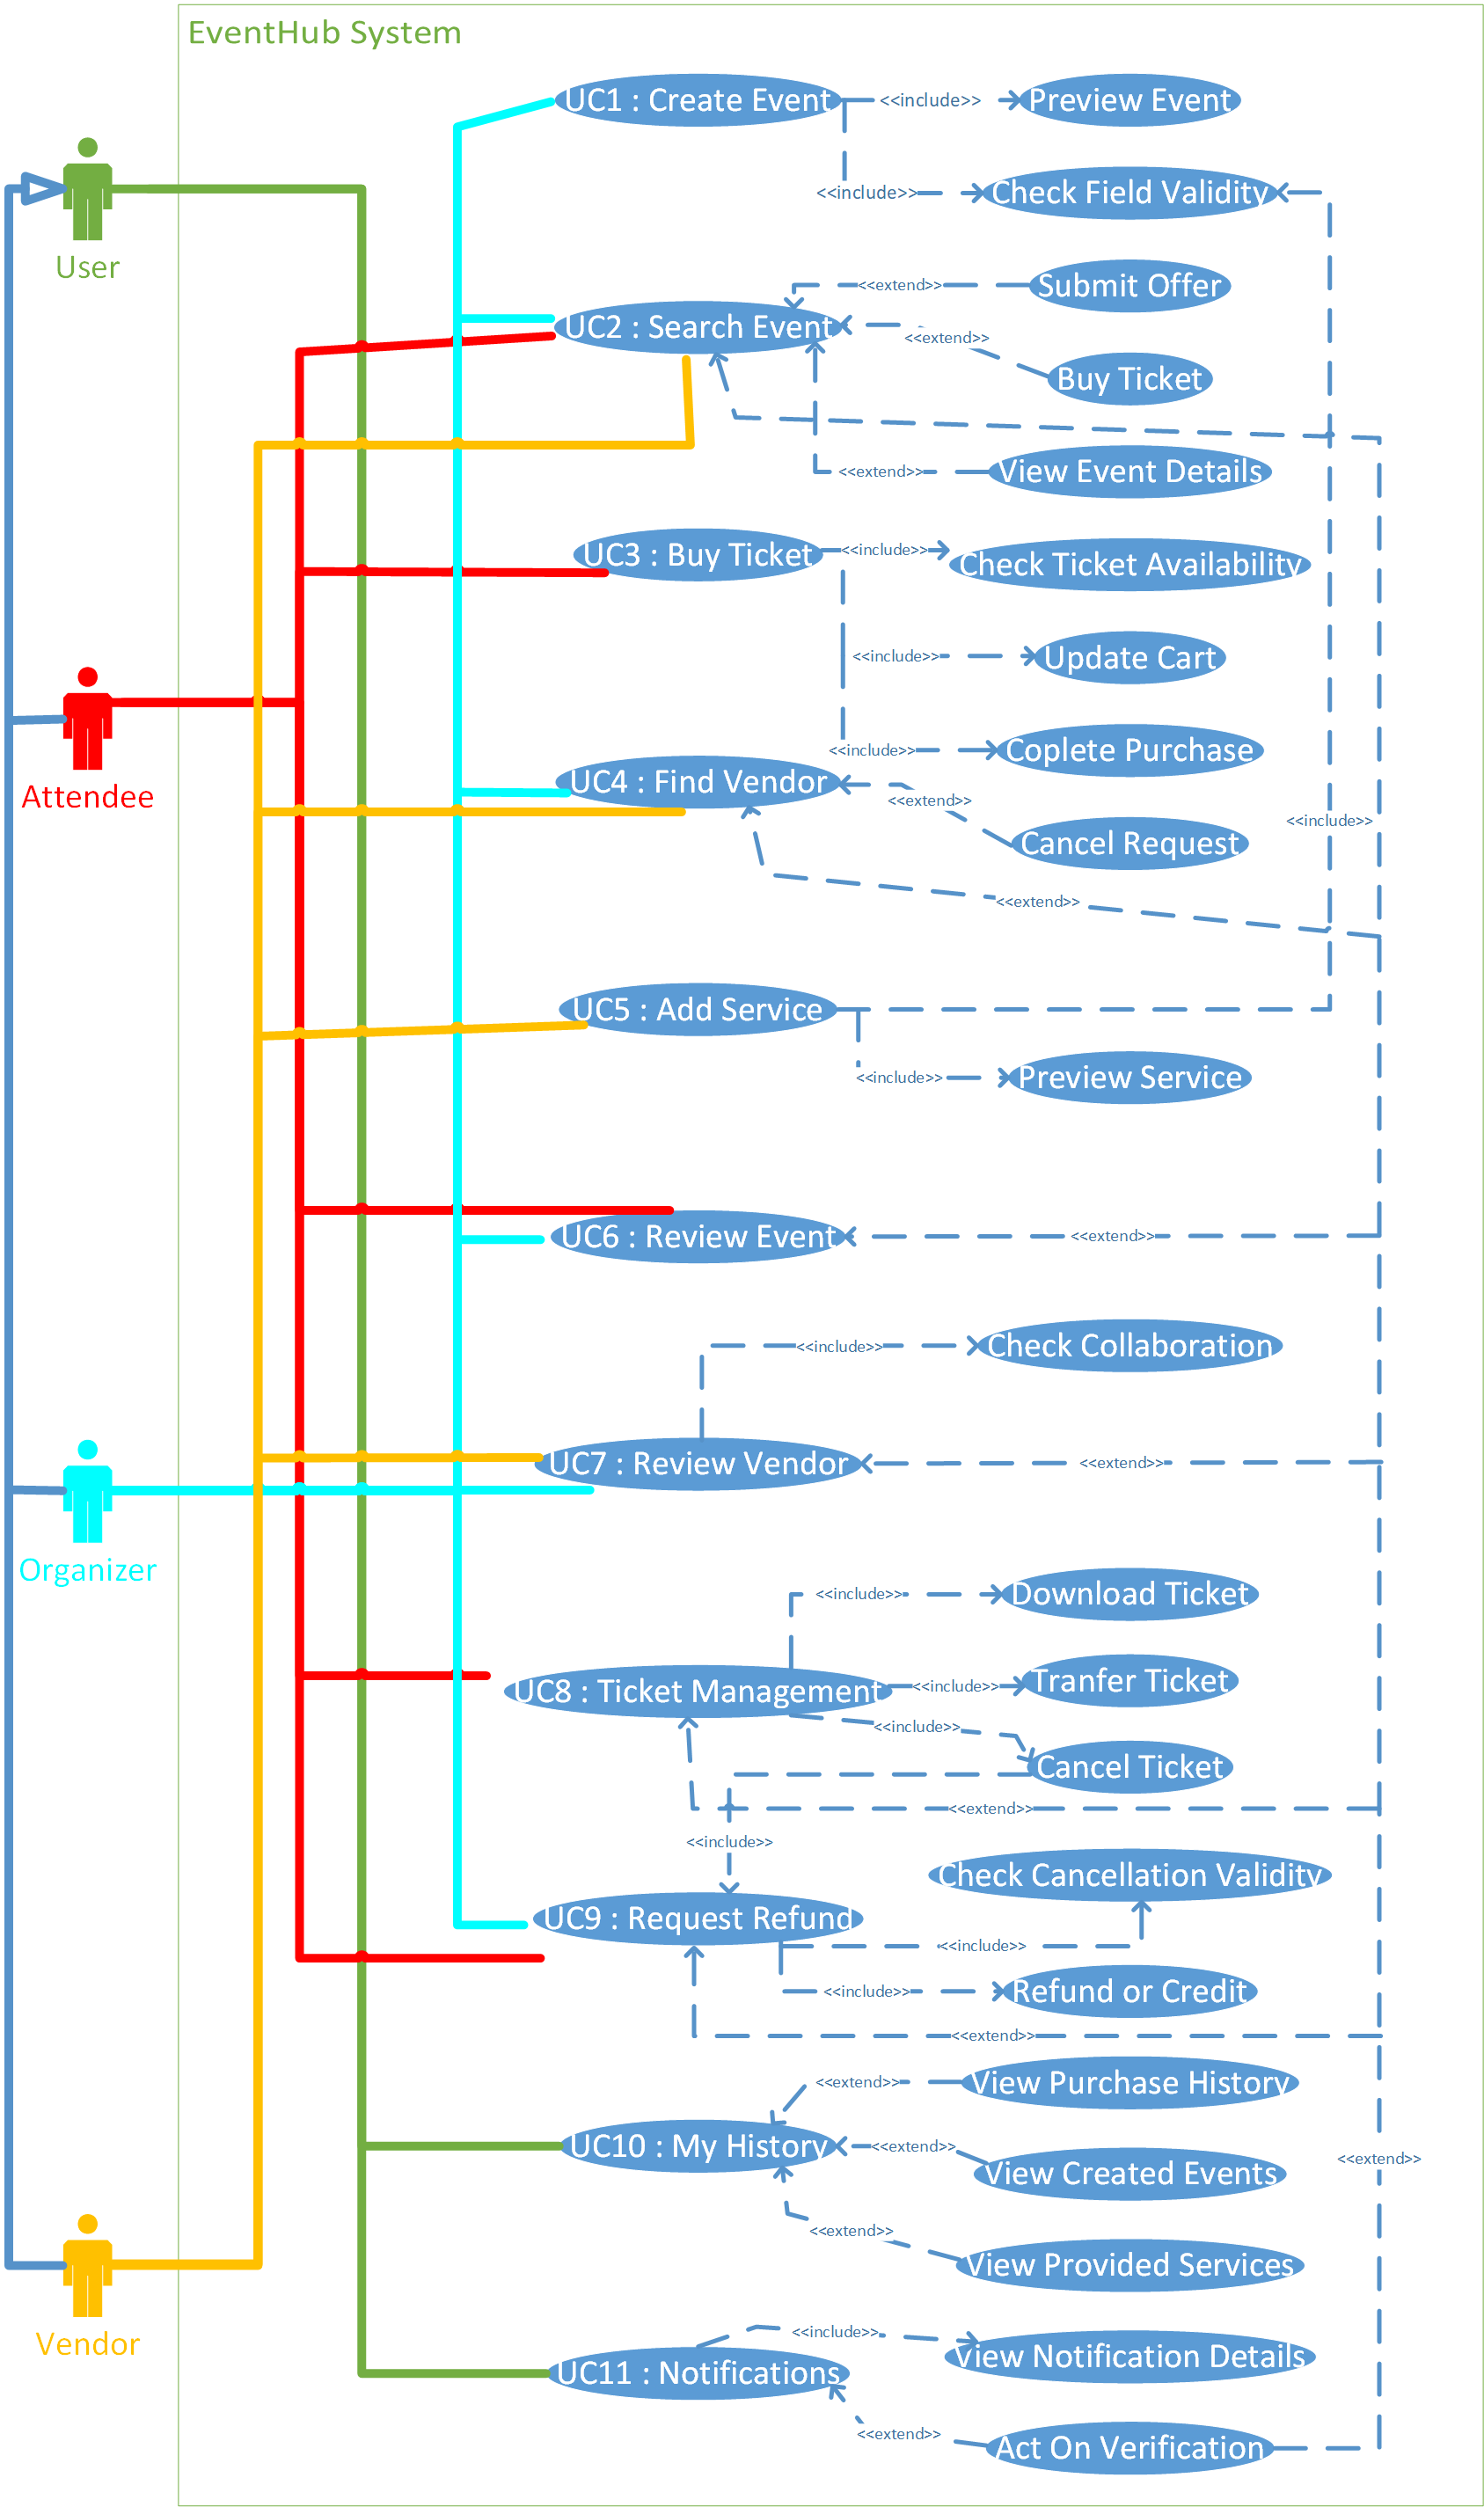 EventHub System
UC1 : Create Event
<<include>>
Preview Event
<<include>>
Check Field Validity
User
<<extend>>
Submit Offer
UC2 : Search Event
<<extend>>
Buy Ticket
<<extend>>
View Event Details
UC3 : Buy Ticket
<<include>>
Check Ticket Availability
<<include>>
Update Cart
<<include>>
Coplete Purchase
Attendee
UC4 : Find Vendor
<<extend>>
<<include>>
Cancel Request
<<extend>>
UC5 : Add Service
<<include>>
Preview Service
UC6 : Review Event
<<extend>>
<<include>>
Check Collaboration
UC7 : Review Vendor
<<extend>>
Organizer
<<include>>
Download Ticket
UC8 : Ticket Management
<<include>>
Tranfer Ticket
<<include>>
Cancel Ticket
<<extend>>
<<include>>
Check Cancellation Validity
UC9 : Request Refund
<<include>>
<<include>>
Refund or Credit
<<extend>>
<<extend>>
View Purchase History
UC10 : My History
<<extend>>
<<extend>>
View Created Events
<<extend>>
View Provided Services
Vendor
<<include>>
View Notification Details
UC11 : Notifications
<<extend>>
Act On Verification